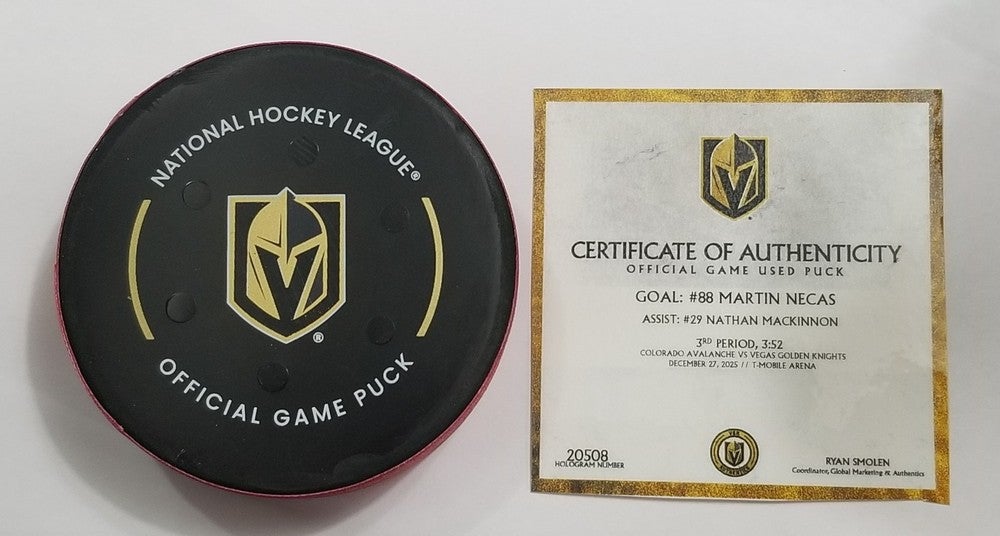 NATIONAL HOCKEY LEAGUE®
®
OFFICIAL GAME PUCK
CERTIFICATE OF AUTHENTICITY
OFFICIAL GAME USED PUCK
GOAL: #88 MARTIN NECAS
ASSIST: #29 NATHAN MACKINNON
3RD PERIOD, 3:52
COLORADO AVALANCHE VS VEGAS GOLDEN KNIGHTS
DECEMBER 27, 2025 // T-MOBILE ARENA
20508
HOLOGRAM NUMBER
RYAN SMOLEN
Coordinator, Global Marketing & Authentics